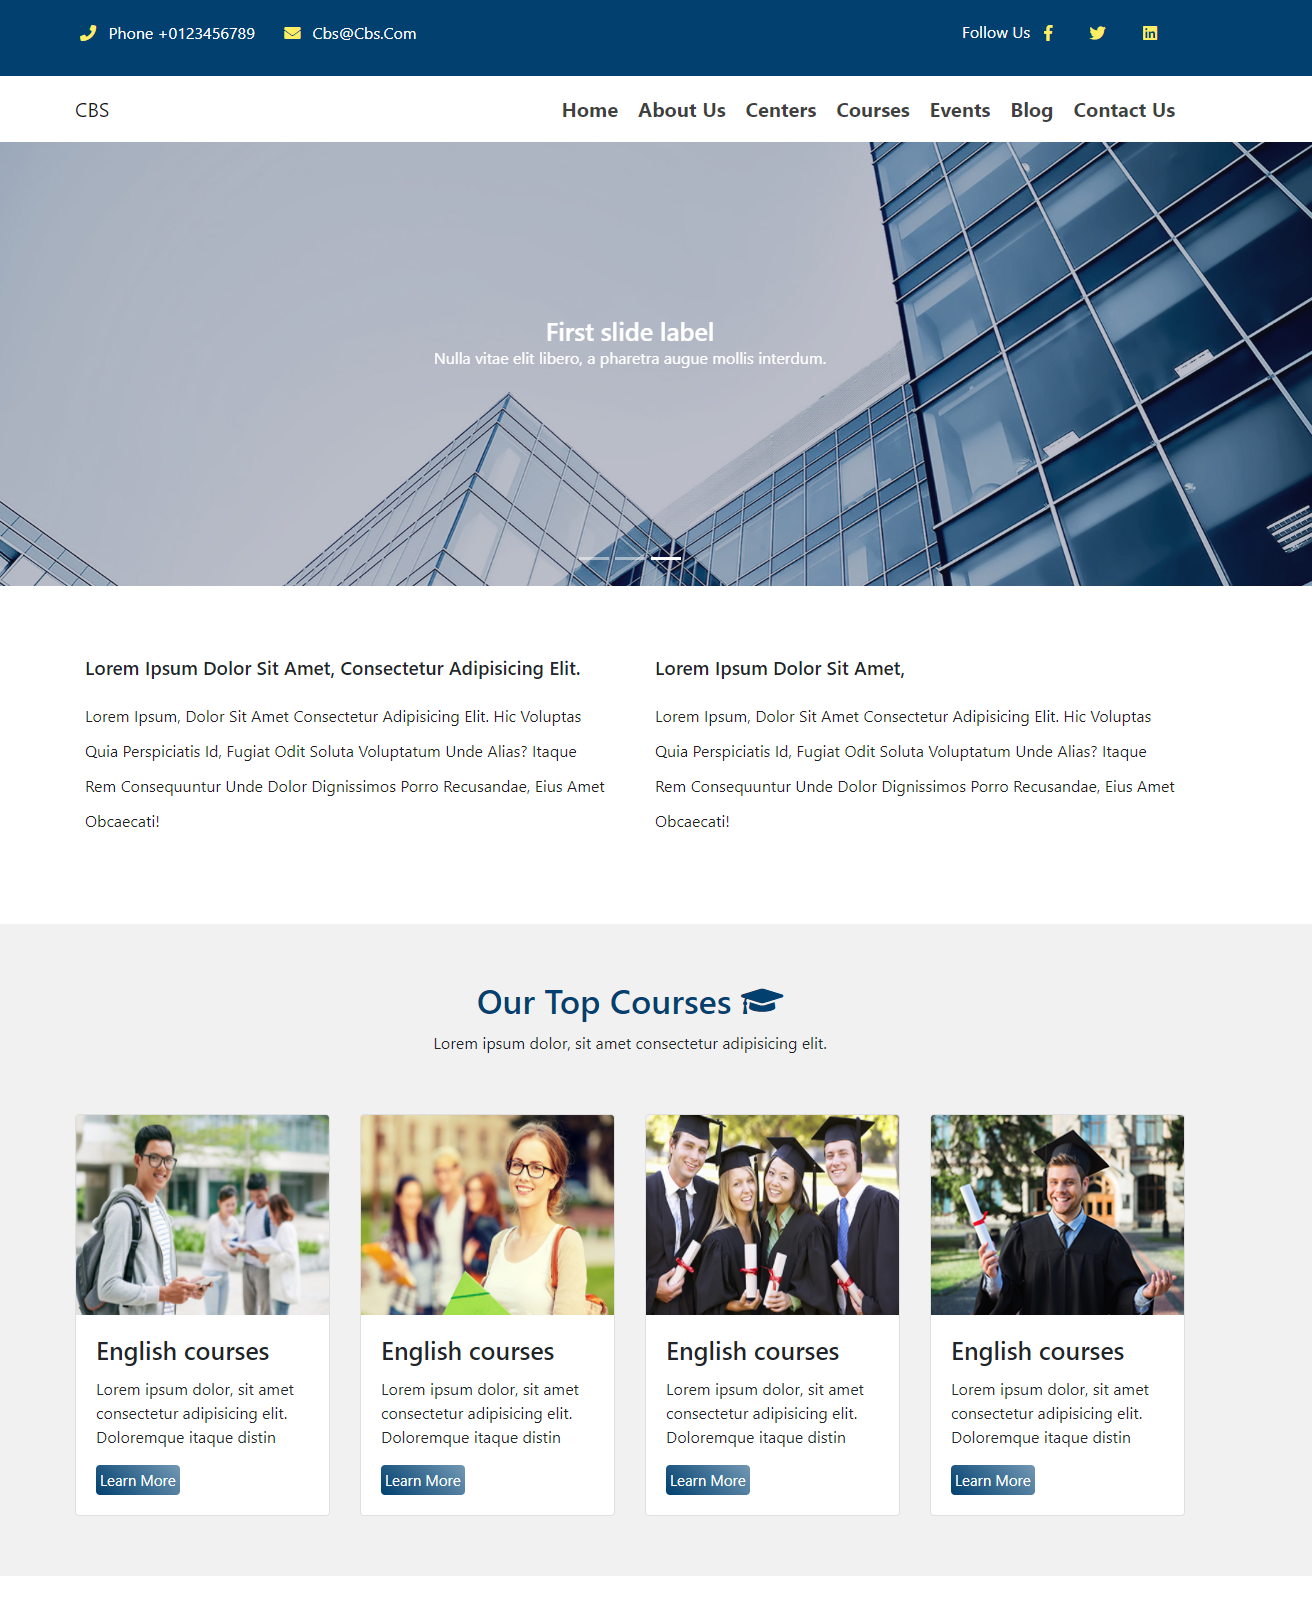 Phone +0123456789 Cbs@Cbs.Com Follow Us
CBS Home About Us Centers Courses Events Blog Contact Us
First slide label
Nulla vitae elit libero, a pharetra augue mollis interdum.
Lorem Ipsum Dolor Sit Amet, Consectetur Adipisicing Elit.
Lorem Ipsum, Dolor Sit Amet Consectetur Adipisicing Elit. Hic Voluptas
Quia Perspiciatis Id, Fugiat Odit Soluta Voluptatum Unde Alias? Itaque
Rem Consequuntur Unde Dolor Dignissimos Porro Recusandae, Eius Amet
Obcaecati!
Lorem Ipsum Dolor Sit Amet,
Lorem Ipsum, Dolor Sit Amet Consectetur Adipisicing Elit. Hic Voluptas
Quia Perspiciatis Id, Fugiat Odit Soluta Voluptatum Unde Alias? Itaque
Rem Consequuntur Unde Dolor Dignissimos Porro Recusandae, Eius Amet
Obcaecati!
Our Top Courses
Lorem ipsum dolor, sit amet consectetur adipisicing elit.
English courses
Lorem ipsum dolor, sit amet
consectetur adipisicing elit.
Doloremque itaque distin
Learn More
English courses
Lorem ipsum dolor, sit amet
consectetur adipisicing elit.
Doloremque itaque distin
Learn More
English courses
Lorem ipsum dolor, sit amet
consectetur adipisicing elit.
Doloremque itaque distin
Learn More
English courses
Lorem ipsum dolor, sit amet
consectetur adipisicing elit.
Doloremque itaque distin
Learn More